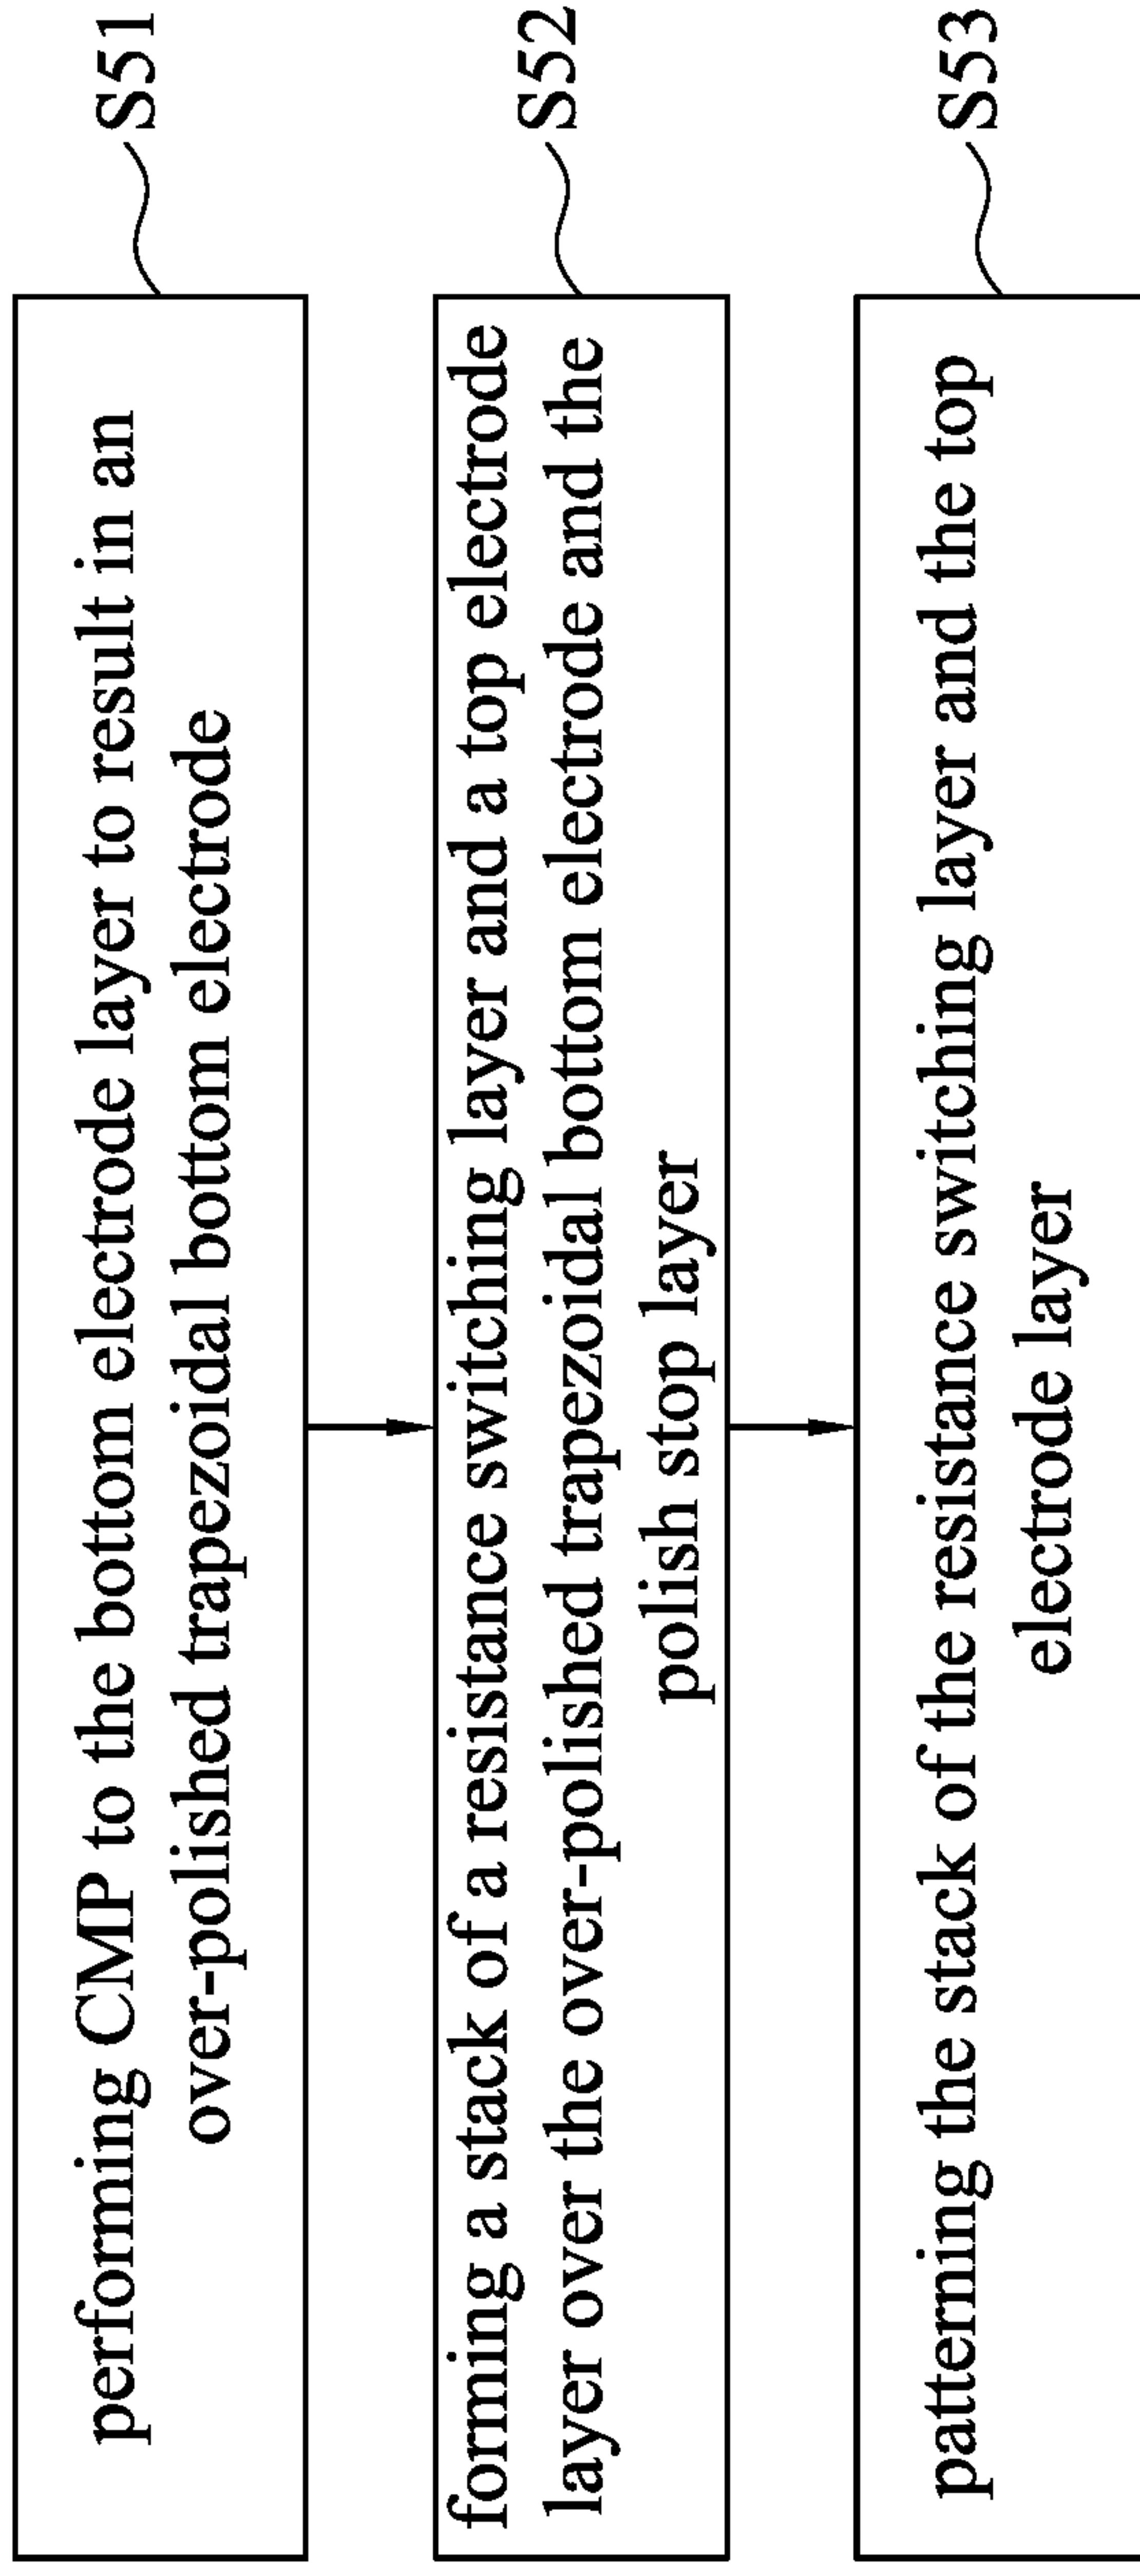 performing CMP to the bottom electrode layer to result in an
over-polished trapezoidal bottom electrode
S51
forming a stack of a resistance switching layer and a top electrode
layer over the over-polished trapezoidal bottom electrode and the
polish stop layer
S52
patterning the stack of the resistance switching layer and the top
electrode layer
S53